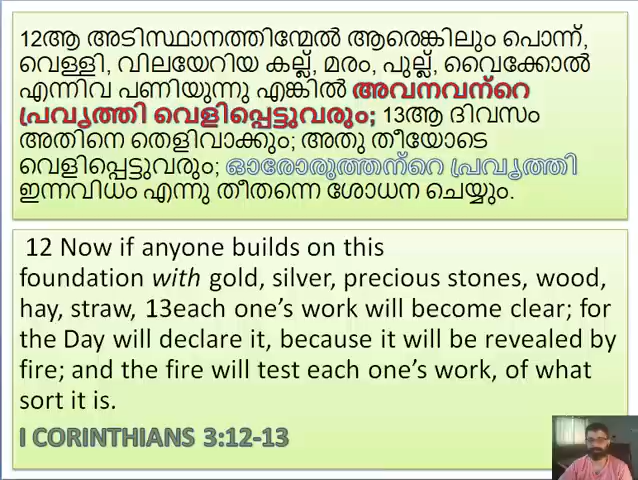 12ആ അടിസ്ഥാനത്തിന്മേൽ ആരെങ്കിലും പൊന്ന്,
വെള്ളി, വിലയേറിയ കല്ല്, മരം, പുല്ല്, വൈക്കോൽ
എന്നിവ പണിയുന്നു എങ്കിൽ അവനവന്റെ
പ്രവൃത്തി വെളിപ്പെട്ടുവരും; 13ആ ദിവസം
അതിനെ തെളിവാക്കും; അതു തീയോടെ
വെളിപ്പെട്ടുവരും; ഓരോരുത്തന്റെ പ്രവൃത്തി
ഇന്നവിധം എന്നു തീതന്നെ ശോധന ചെയ്യും.
12 Now if anyone builds on this
foundation with gold, silver, precious stones, wood,
hay, straw, 13each one’s work will become clear; for
the Day will declare it, because it will be revealed by
fire; and the fire will test each one’s work, of what
sort it is.
I CORINTHIANS 3:12-13